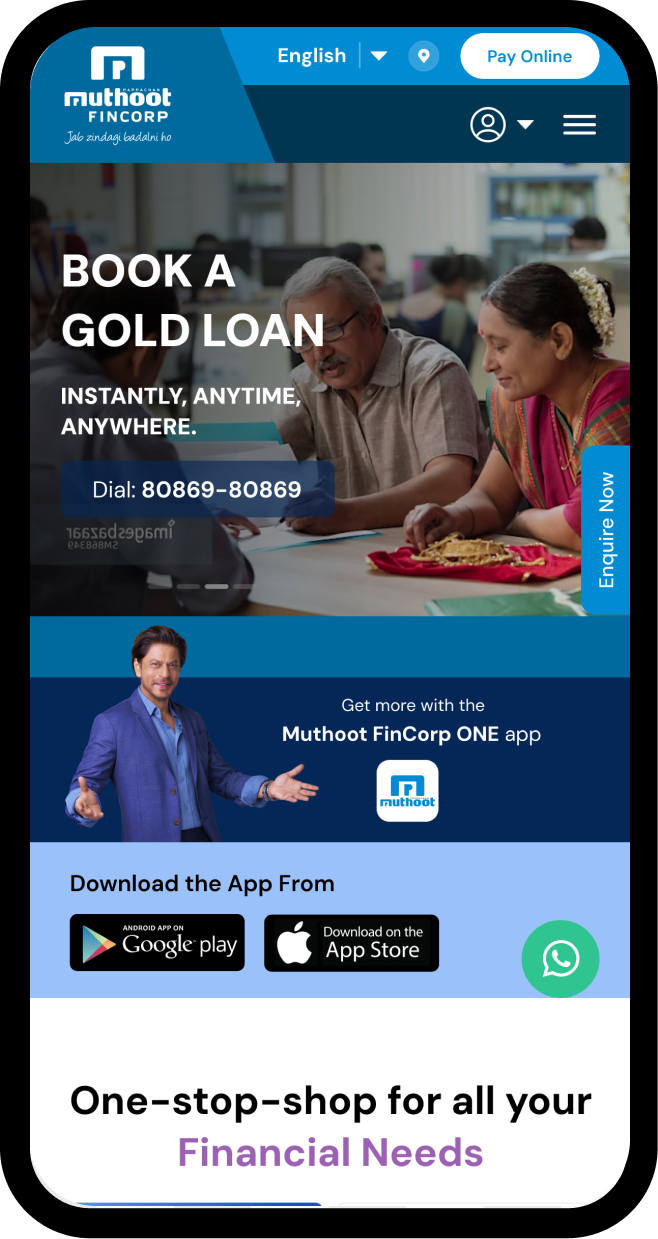 English
Pay Online
PAPPACHAN
muthoot
FINCORP
Jab zindagi badalni ho
BOOK A
GOLD LOAN
INSTANTLY, ANYTIME,
ANYWHERE.
Dial: 80869-80869
Enquire Now
imagesbazaar
SM868349
Get more with the
Muthoot FinCorp ONE app
muthoot
Download the App From
ANDROID APP ON
Google play
Download on the
App Store
One-stop-shop for all your
Financial Needs